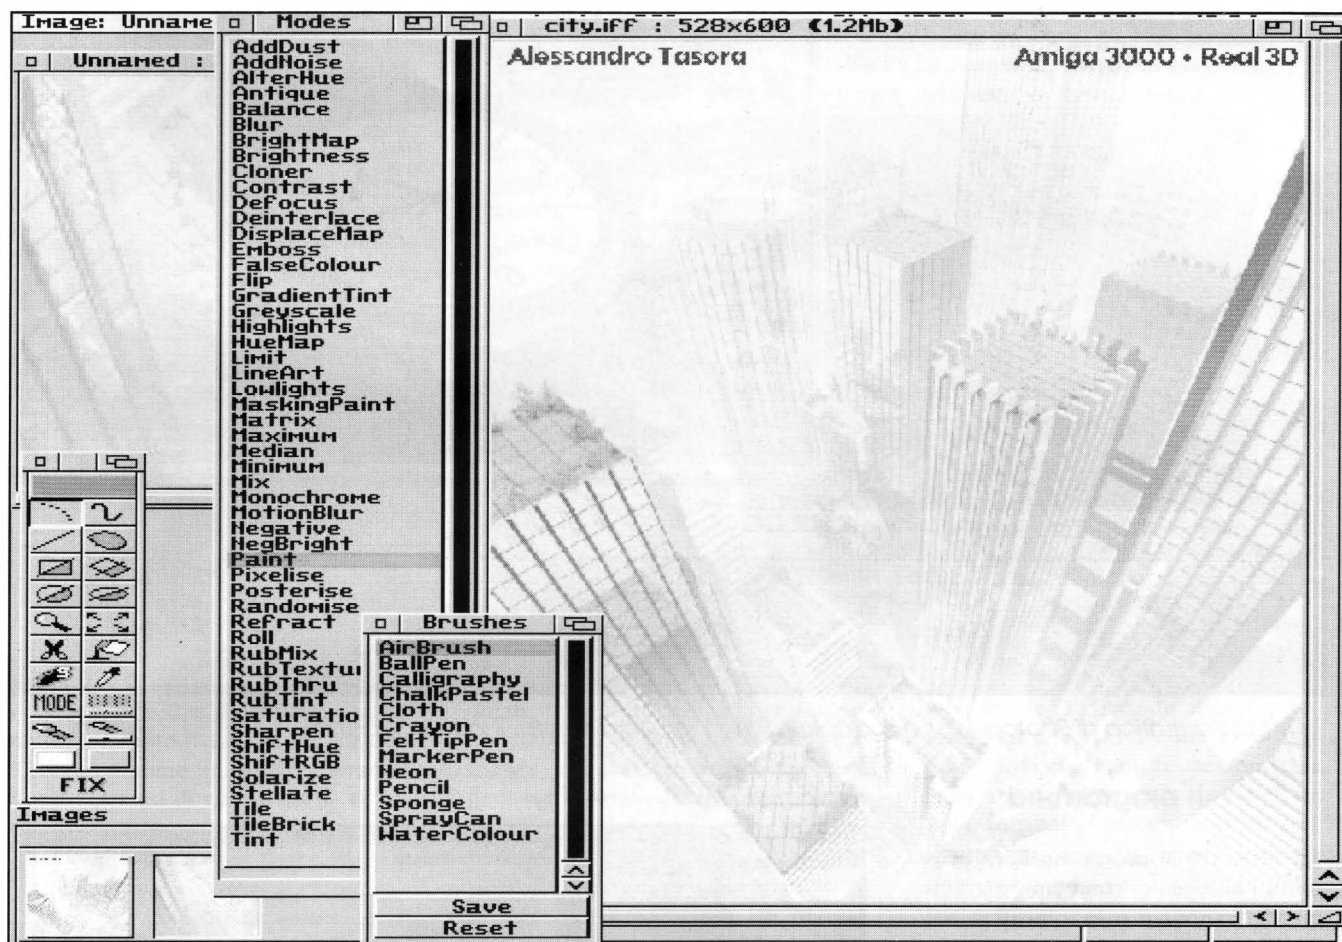 Image: Unname
Modes
city.iff : 528x600 (1.2Mb)
Unnamed :
Alessandro Tasora
Amiga 3000 • Real 3D
AddDust
AddNoise
AlterHue
Antique
Balance
Blur
BrightMap
Brightness
Cloner
Contrast
Defocus
Deinterlace
DisplaceMap
Emboss
FalseColour
Flip
GradientTint
Greyscale
Highlights
HueMap
Limit
LineArt
Lowlights
MaskingPaint
Matrix
Maximum
Median
Minimum
Mix
Monochrome
MotionBlur
Negative
NegBright
Paint
Pixelise
Posterise
Randomise
Refract
Roll
RubMix
RubTextur
RubThru
RubTint
Saturatio
Sharpen
ShiftHue
ShiftRGB
Solarize
Stellate
Tile
TileBrick
Tint
MODE
FIX
Images
Brushes
AirBrush
BallPen
Calligraphy
ChalkPastel
Cloth
Crayon
FeltTipPen
MarkerPen
Neon
Pencil
Sponge
SprayCan
WaterColour
Save
Reset